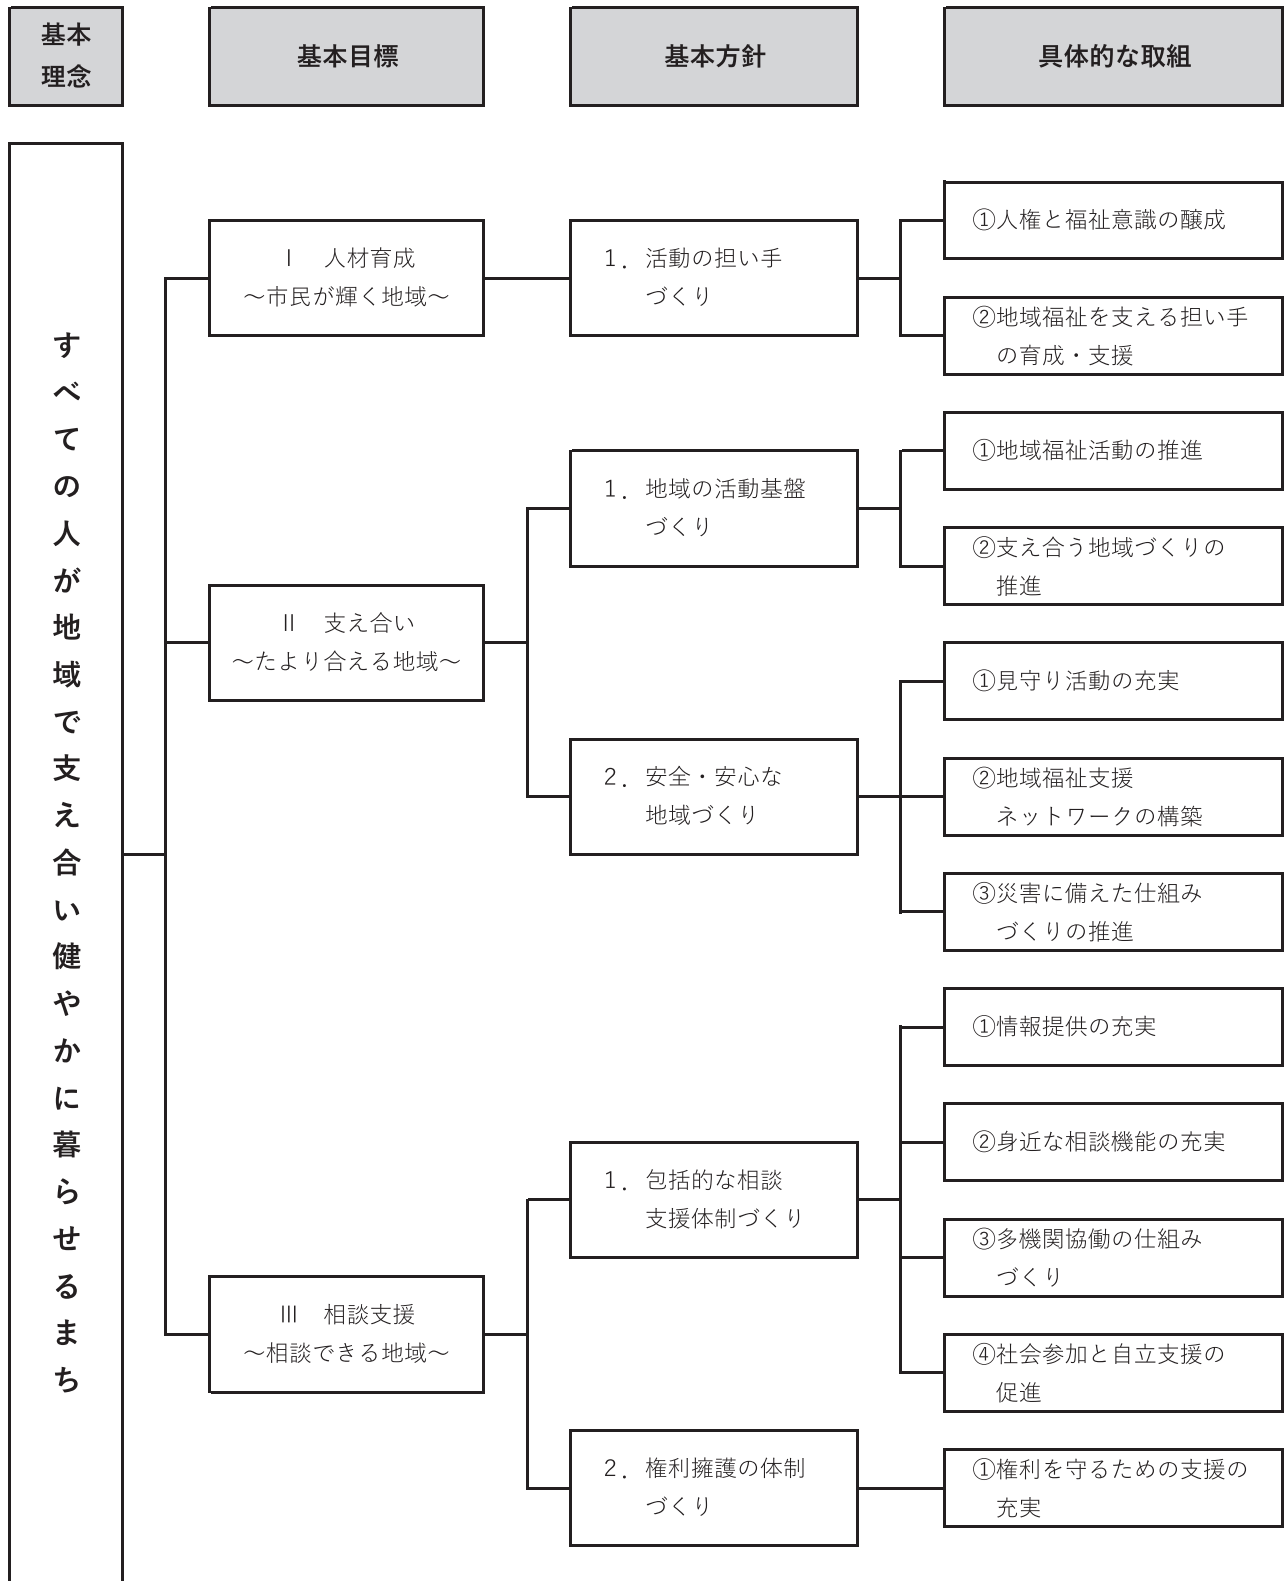 基本
理念
基本目標
基本方針
具体的な取組
すべての人が地域で支え合い健やかに暮らせるまち
Ⅰ　人材育成
～市民が輝く地域～
1．活動の担い手
づくり
①人権と福祉意識の醸成
②地域福祉を支える担い手
の育成・支援
Ⅱ　支え合い
～たより合える地域～
1．地域の活動基盤
づくり
①地域福祉活動の推進
②支え合う地域づくりの
推進
2．安全・安心な
地域づくり
①見守り活動の充実
②地域福祉支援
ネットワークの構築
③災害に備えた仕組み
づくりの推進
Ⅲ　相談支援
～相談できる地域～
1．包括的な相談
支援体制づくり
①情報提供の充実
②身近な相談機能の充実
③多機関協働の仕組み
づくり
④社会参加と自立支援の
促進
2．権利擁護の体制
づくり
①権利を守るための支援の
充実